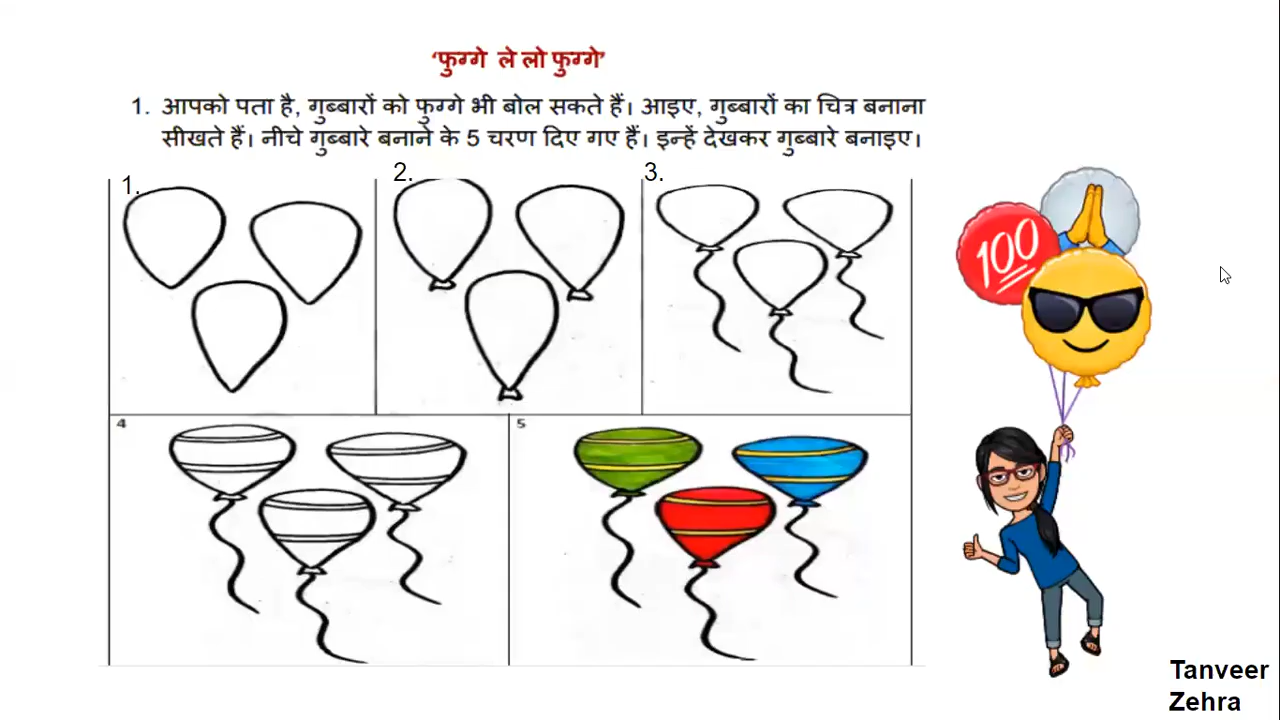 ‘फुग्गे ले लो फुग्गे’
1. आपको पता है, गुब्बारों को फुग्गे भी बोल सकते हैं। आइए, गुब्बारों का चित्र बनाना
सीखते हैं। नीचे गुब्बारे बनाने के 5 चरण दिए गए हैं। इन्हें देखकर गुब्बारे बनाइए।
1.
2.
3.
4
5
100
Tanveer
Zehra